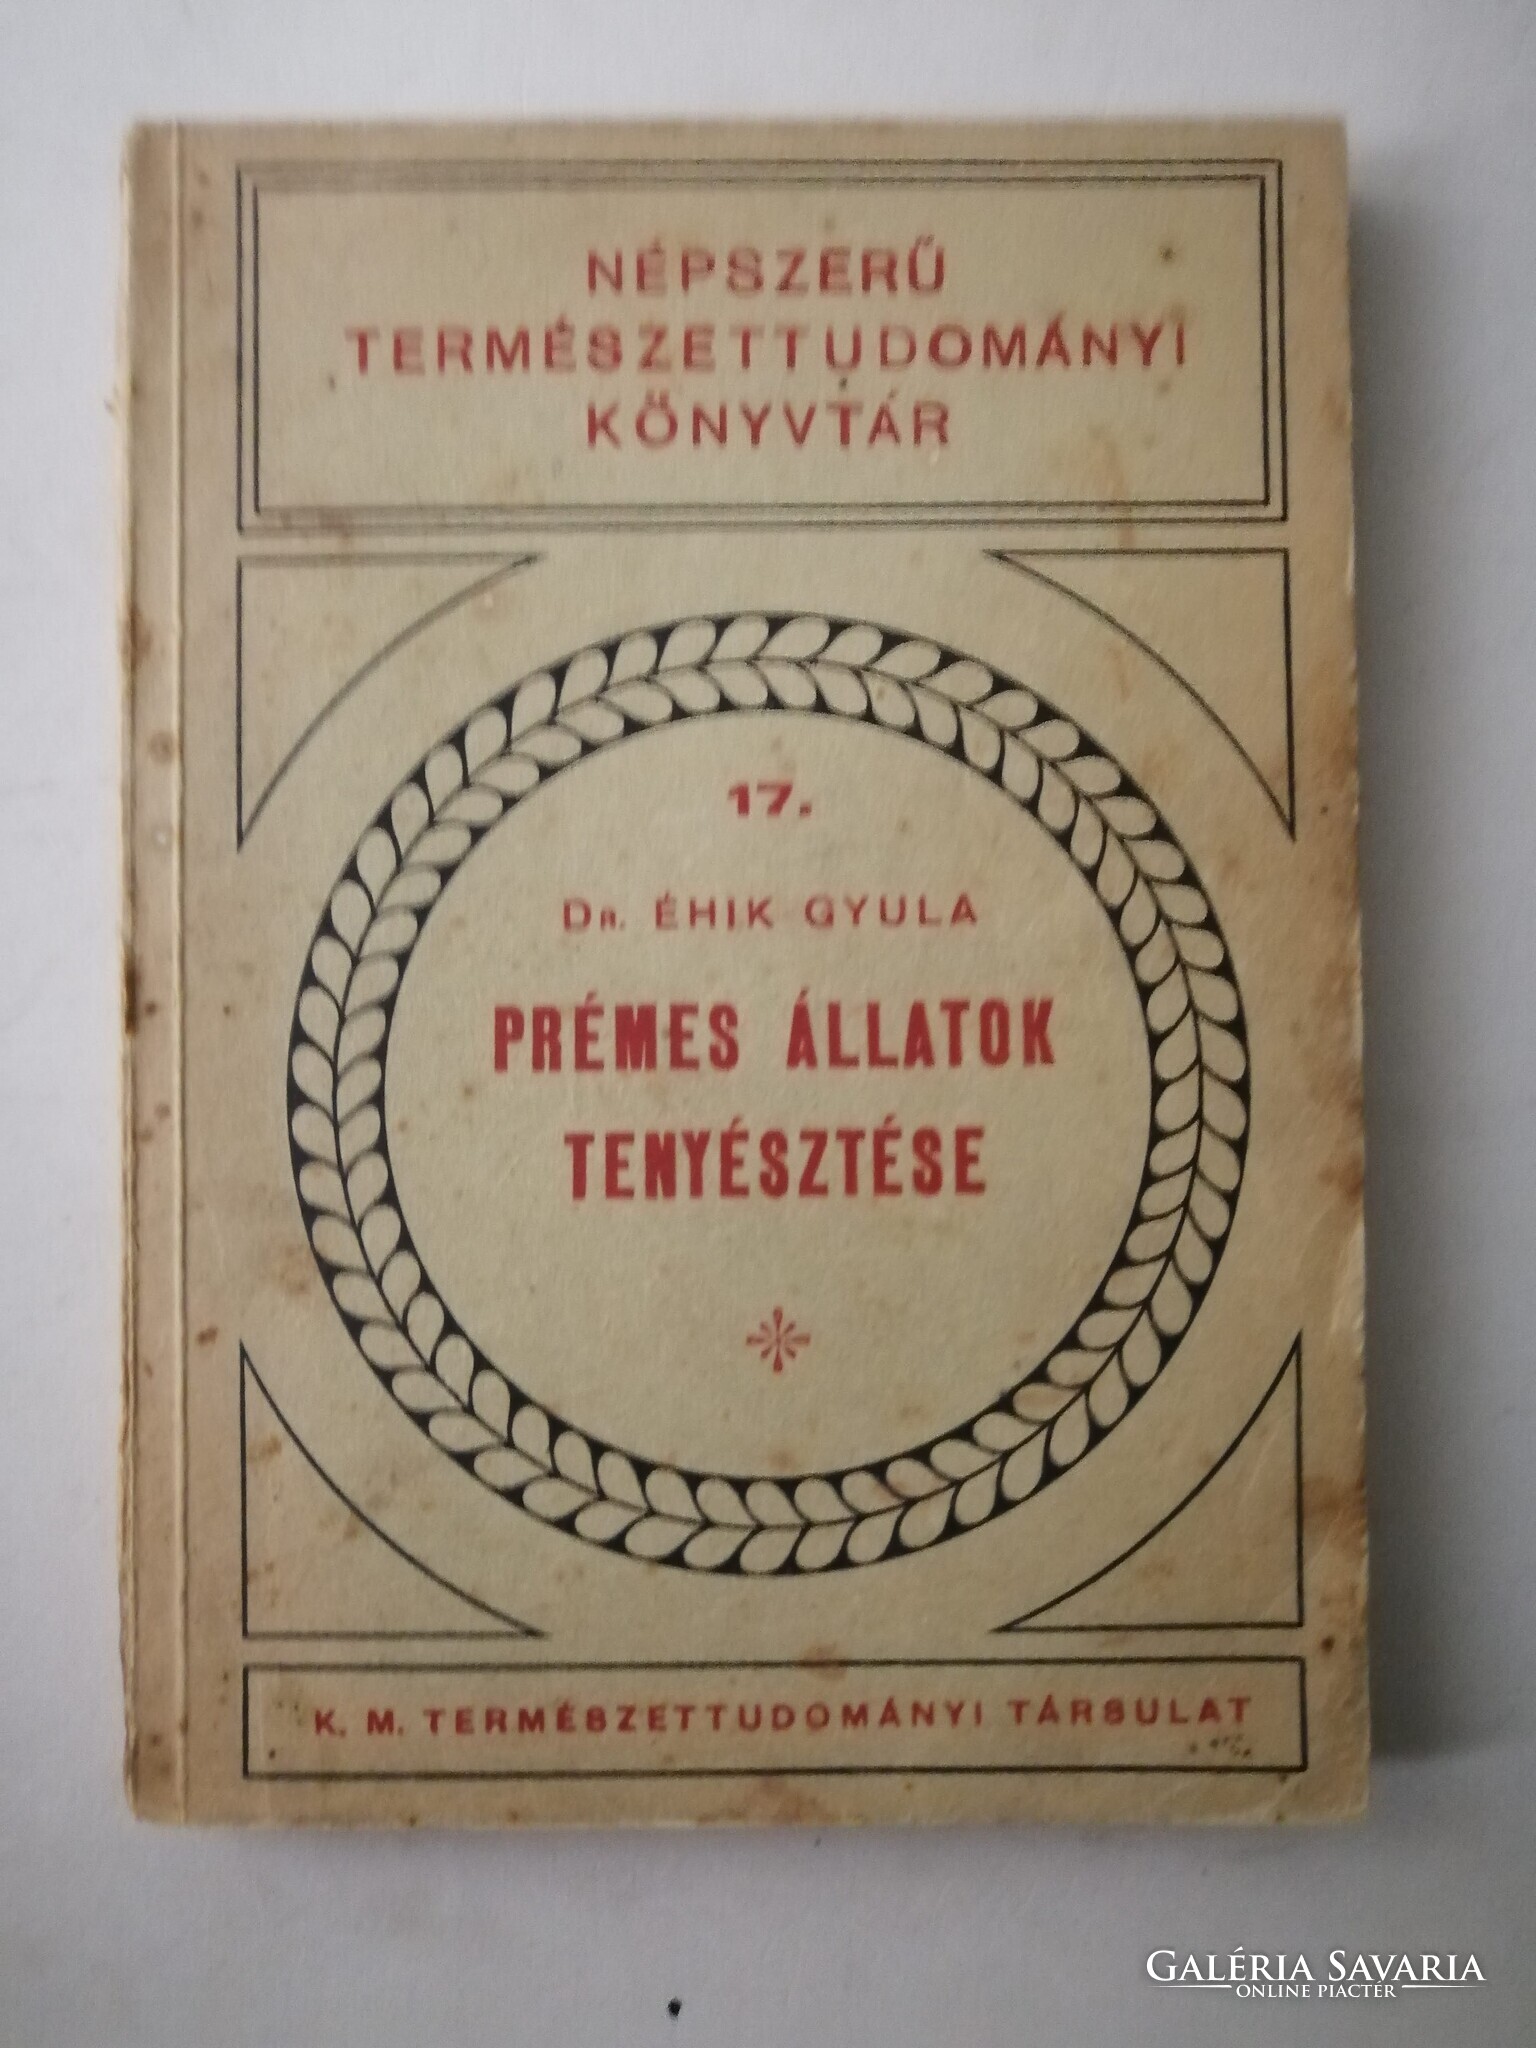 NÉPSZERŰ
TERMÉSZETTUDOMÁNYI
KÖNYVTÁR
17.
DR. ÉHIK GYULA
PRÉMES ÁLLATOK
TENYÉSZTÉSE
K. M. TERMÉSZETTUDOMÁNYI TÁRSULAT
GALÉRIA SAVARIA
ONLINE PIACTÉR